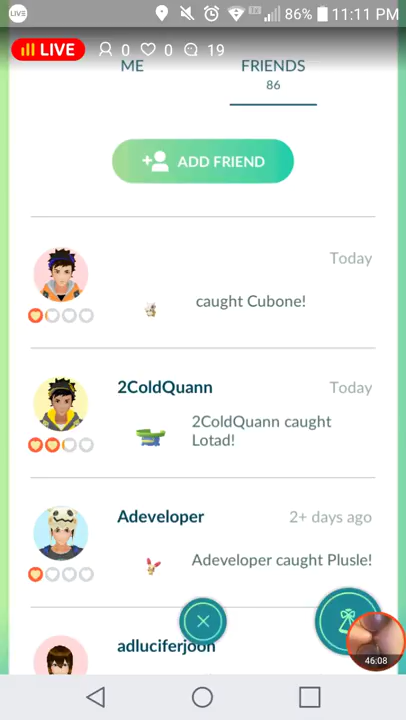 LIVE
86% 11:11 PM
LIVE 0 0 19
ME FRIENDS
86
ADD FRIEND
Today
caught Cubone!
2ColdQuann Today
2ColdQuann caught
Lotad!
Adeveloper 2+ days ago
Adeveloper caught Plusle!
adluciferjoon
46:08